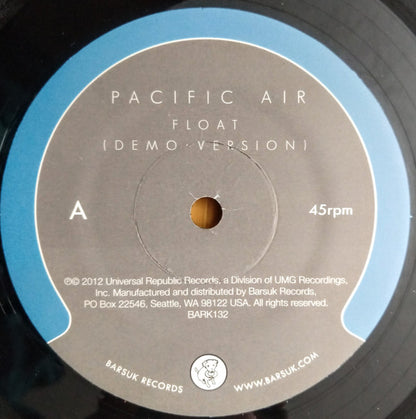 PACIFIC AIR
FLOAT
(DEMO VERSION)
A
45rpm
℗© 2012 Universal Republic Records, a Division of UMG Recordings,
Inc. Manufactured and distributed by Barsuk Records,
PO Box 22546, Seattle, WA 98122 USA. All rights reserved.
BARK132
BARSUK RECORDS
WWW.BARSUK.COM